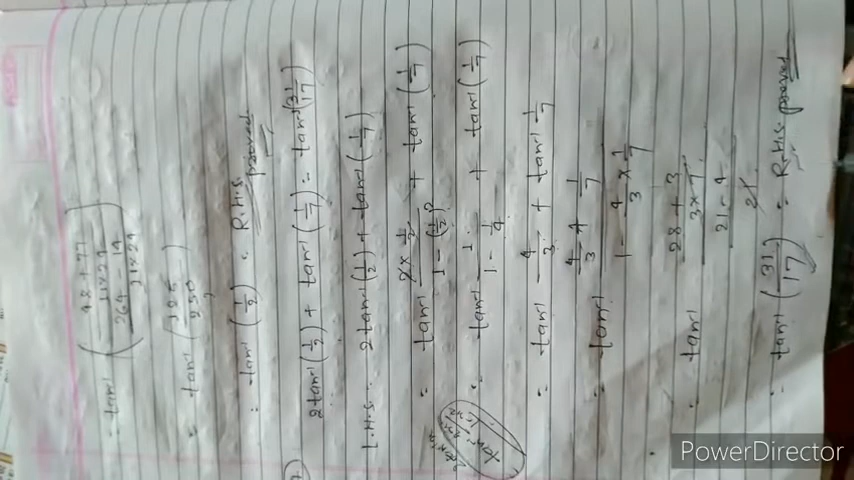 = tan⁻¹ ( (48+77)/(11×24) / (264-14)/(11×24) )
= tan⁻¹ (125/250)
= tan⁻¹ (1/2) = R.H.S. proved
2tan⁻¹(1/2) + tan⁻¹(1/7) = tan⁻¹(31/17)
L.H.S. 2tan⁻¹(1/2) + tan⁻¹(1/7)
= tan⁻¹ (2×1/2)/(1-(1/2)²) + tan⁻¹(1/7)
= tan⁻¹ 1/(1-1/4) + tan⁻¹(1/7)
= tan⁻¹ 4/3 + tan⁻¹ 1/7
= tan⁻¹ (4/3+1/7)/(1-4/3×1/7)
= tan⁻¹ (28+3)/(3×7) / (21-4)/21
= tan⁻¹ (31/17) = R.H.S. proved
PowerDirector